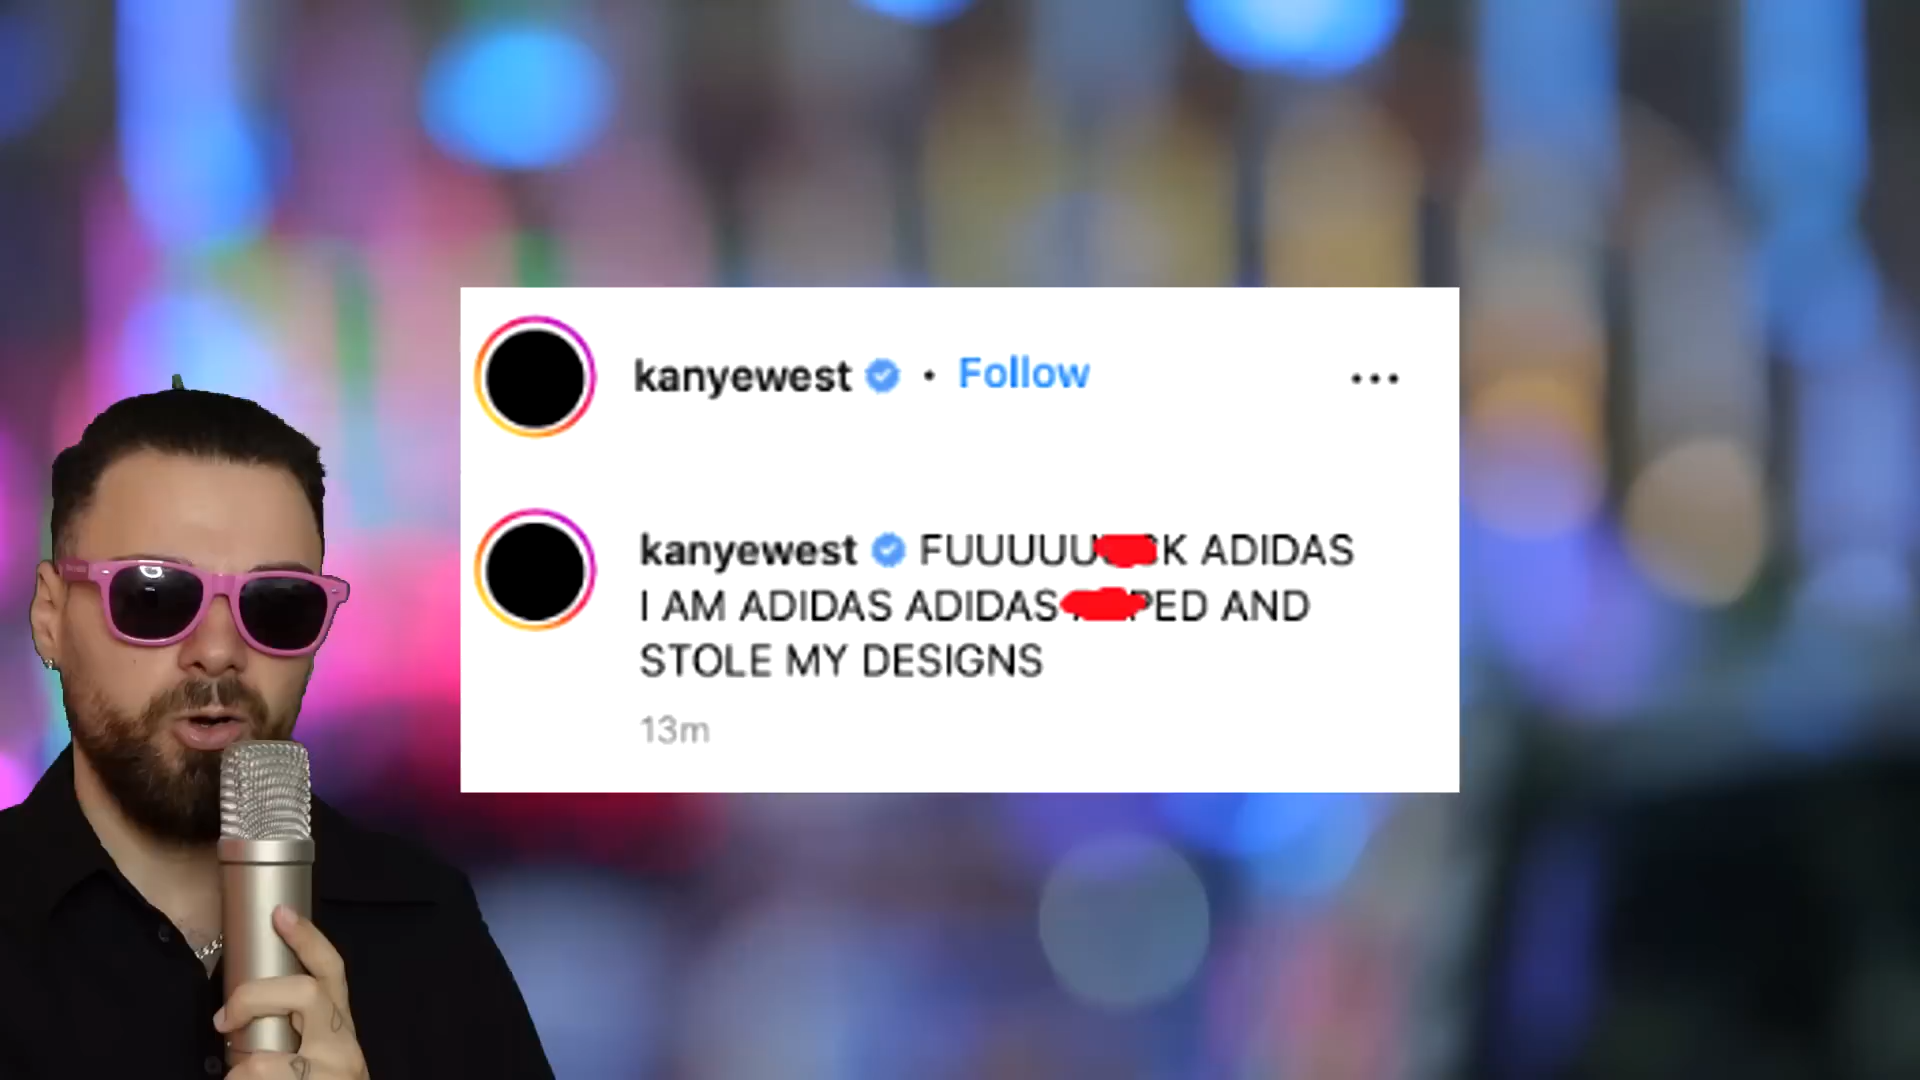 kanyewest • Follow
kanyewest FUUUUU K ADIDAS
I AM ADIDAS ADIDAS PED AND
STOLE MY DESIGNS
13m